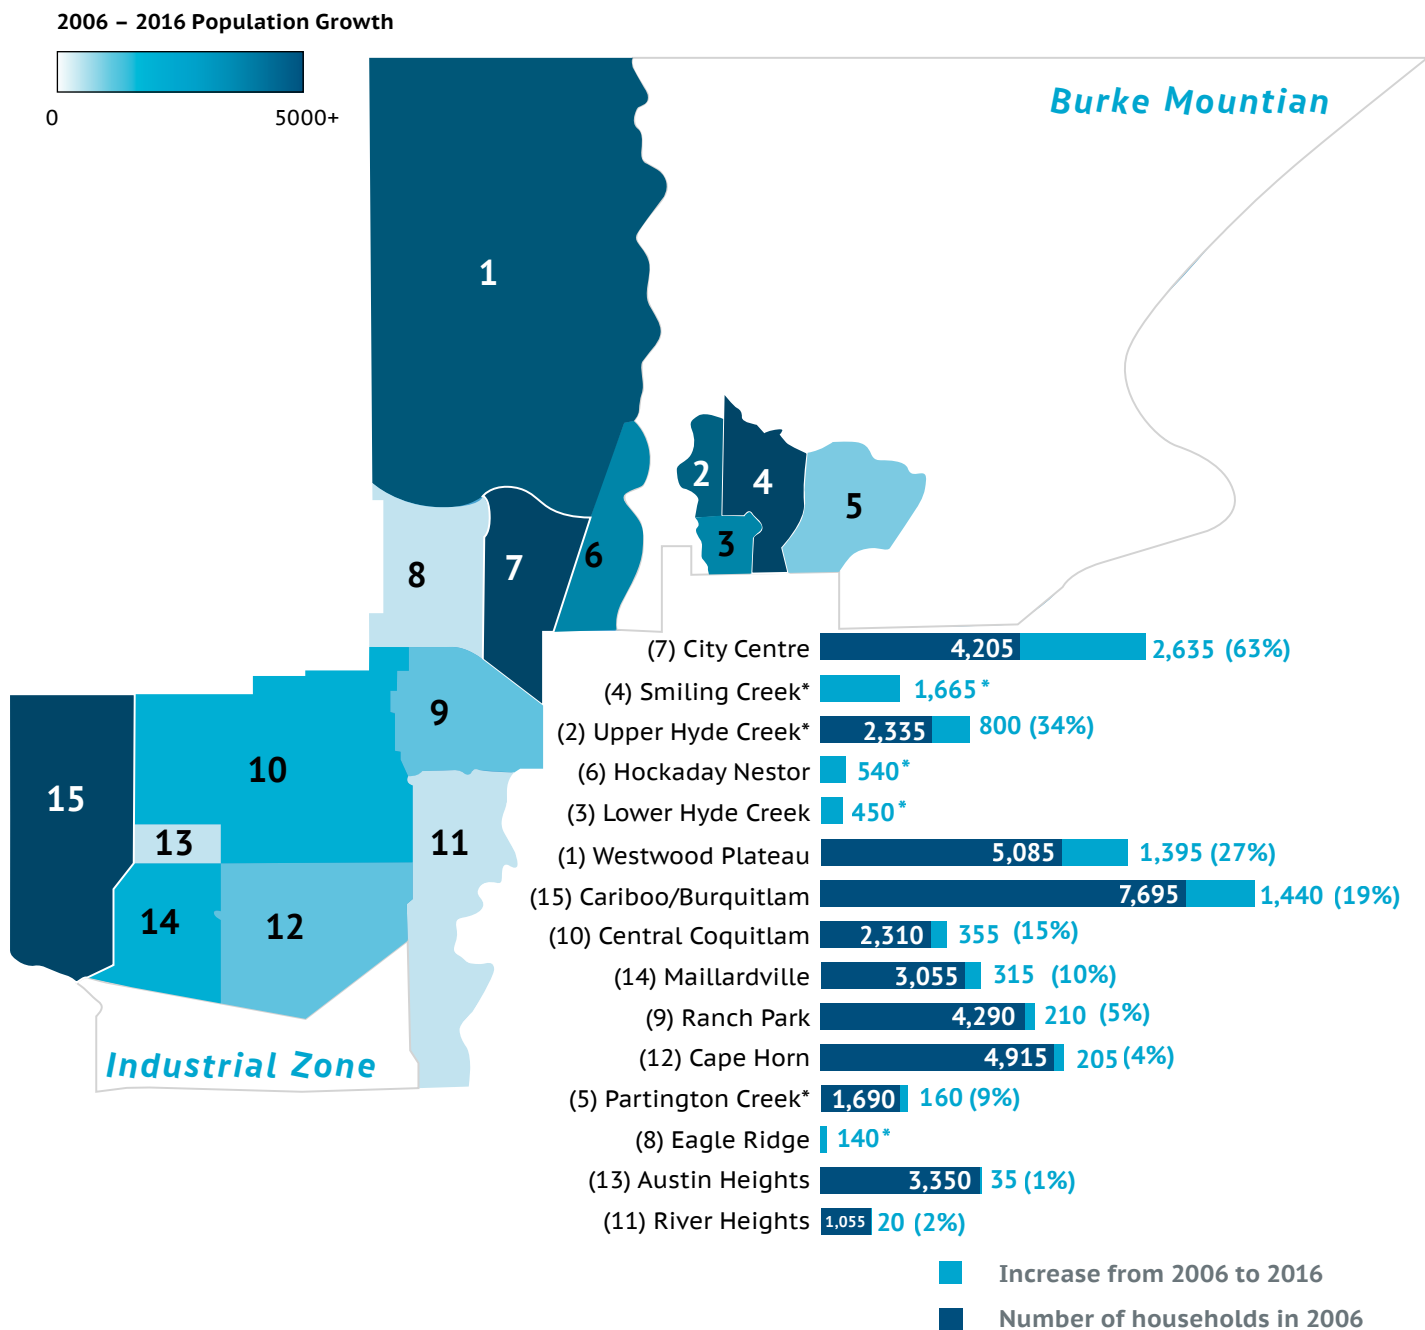 2006 – 2016 Population Growth
0 5000+
Burke Mountian
1
2
4
5
3
6
7
8
9
10
15
13
11
14
12
Industrial Zone
(7) City Centre 4,205 2,635 (63%)
(4) Smiling Creek* 1,665*
(2) Upper Hyde Creek* 2,335 800 (34%)
(6) Hockaday Nestor 540*
(3) Lower Hyde Creek 450*
(1) Westwood Plateau 5,085 1,395 (27%)
(15) Cariboo/Burquitlam 7,695 1,440 (19%)
(10) Central Coquitlam 2,310 355 (15%)
(14) Maillardville 3,055 315 (10%)
(9) Ranch Park 4,290 210 (5%)
(12) Cape Horn 4,915 205 (4%)
(5) Partington Creek* 1,690 160 (9%)
(8) Eagle Ridge 140*
(13) Austin Heights 3,350 35 (1%)
(11) River Heights 1,055 20 (2%)
Increase from 2006 to 2016
Number of households in 2006